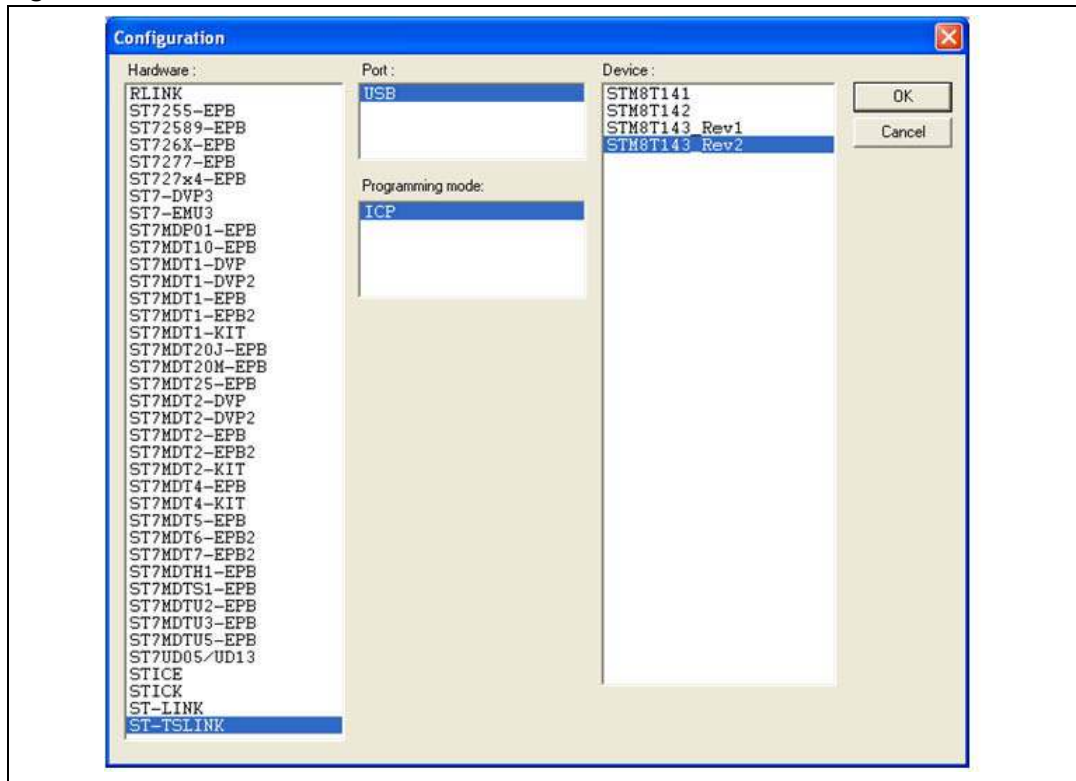 Configuration
Hardware :
RLINK
ST7255-EPB
ST72589-EPB
ST726X-EPB
ST7277-EPB
ST727x4-EPB
ST7-DVP3
ST7-EMU3
ST7MDP01-EPB
ST7MDT10-EPB
ST7MDT1-DVP
ST7MDT1-DVP2
ST7MDT1-EPB
ST7MDT1-EPB2
ST7MDT1-KIT
ST7MDT20J-EPB
ST7MDT20M-EPB
ST7MDT25-EPB
ST7MDT2-DVP
ST7MDT2-DVP2
ST7MDT2-EPB
ST7MDT2-EPB2
ST7MDT2-KIT
ST7MDT4-EPB
ST7MDT4-KIT
ST7MDT5-EPB
ST7MDT6-EPB2
ST7MDT7-EPB2
ST7MDTH1-EPB
ST7MDTS1-EPB
ST7MDTU2-EPB
ST7MDTU3-EPB
ST7MDTU5-EPB
ST7UD05/UD13
STICE
STICK
ST-LINK
ST-TSLINK
Port :
USB
Programming mode:
ICP
Device :
STM8T141
STM8T142
STM8T143_Rev1
STM8T143_Rev2
OK
Cancel